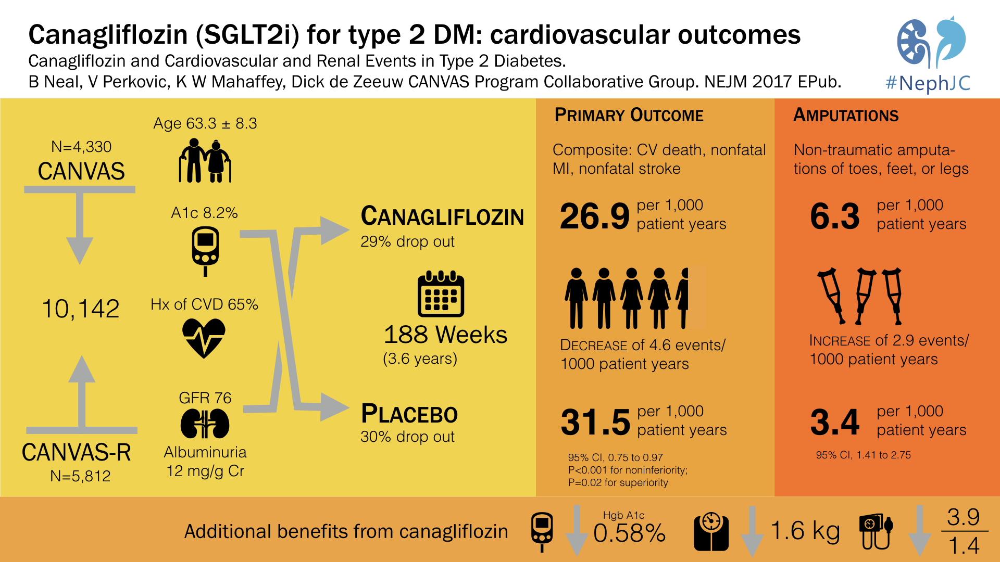 Canagliflozin (SGLT2i) for type 2 DM: cardiovascular outcomes
Canagliflozin and Cardiovascular and Renal Events in Type 2 Diabetes.
B Neal, V Perkovic, K W Mahaffey, Dick de Zeeuw CANVAS Program Collaborative Group. NEJM 2017 EPub.
#NephJC
N=4,330
CANVAS
10,142
CANVAS-R
N=5,812
Age 63.3 ± 8.3
A1c 8.2%
Hx of CVD 65%
GFR 76
Albuminuria
12 mg/g Cr
CANAGLIFLOZIN
29% drop out
188 Weeks
(3.6 years)
PLACEBO
30% drop out
PRIMARY OUTCOME
Composite: CV death, nonfatal
MI, nonfatal stroke
26.9 per 1,000
patient years
DECREASE of 4.6 events/
1000 patient years
31.5 per 1,000
patient years
95% CI, 0.75 to 0.97
P<0.001 for noninferiority;
P=0.02 for superiority
AMPUTATIONS
Non-traumatic amputa-
tions of toes, feet, or legs
6.3 per 1,000
patient years
INCREASE of 2.9 events/
1000 patient years
3.4 per 1,000
patient years
95% CI, 1.41 to 2.75
Additional benefits from canagliflozin
Hgb A1c
0.58%
1.6 kg
3.9
1.4